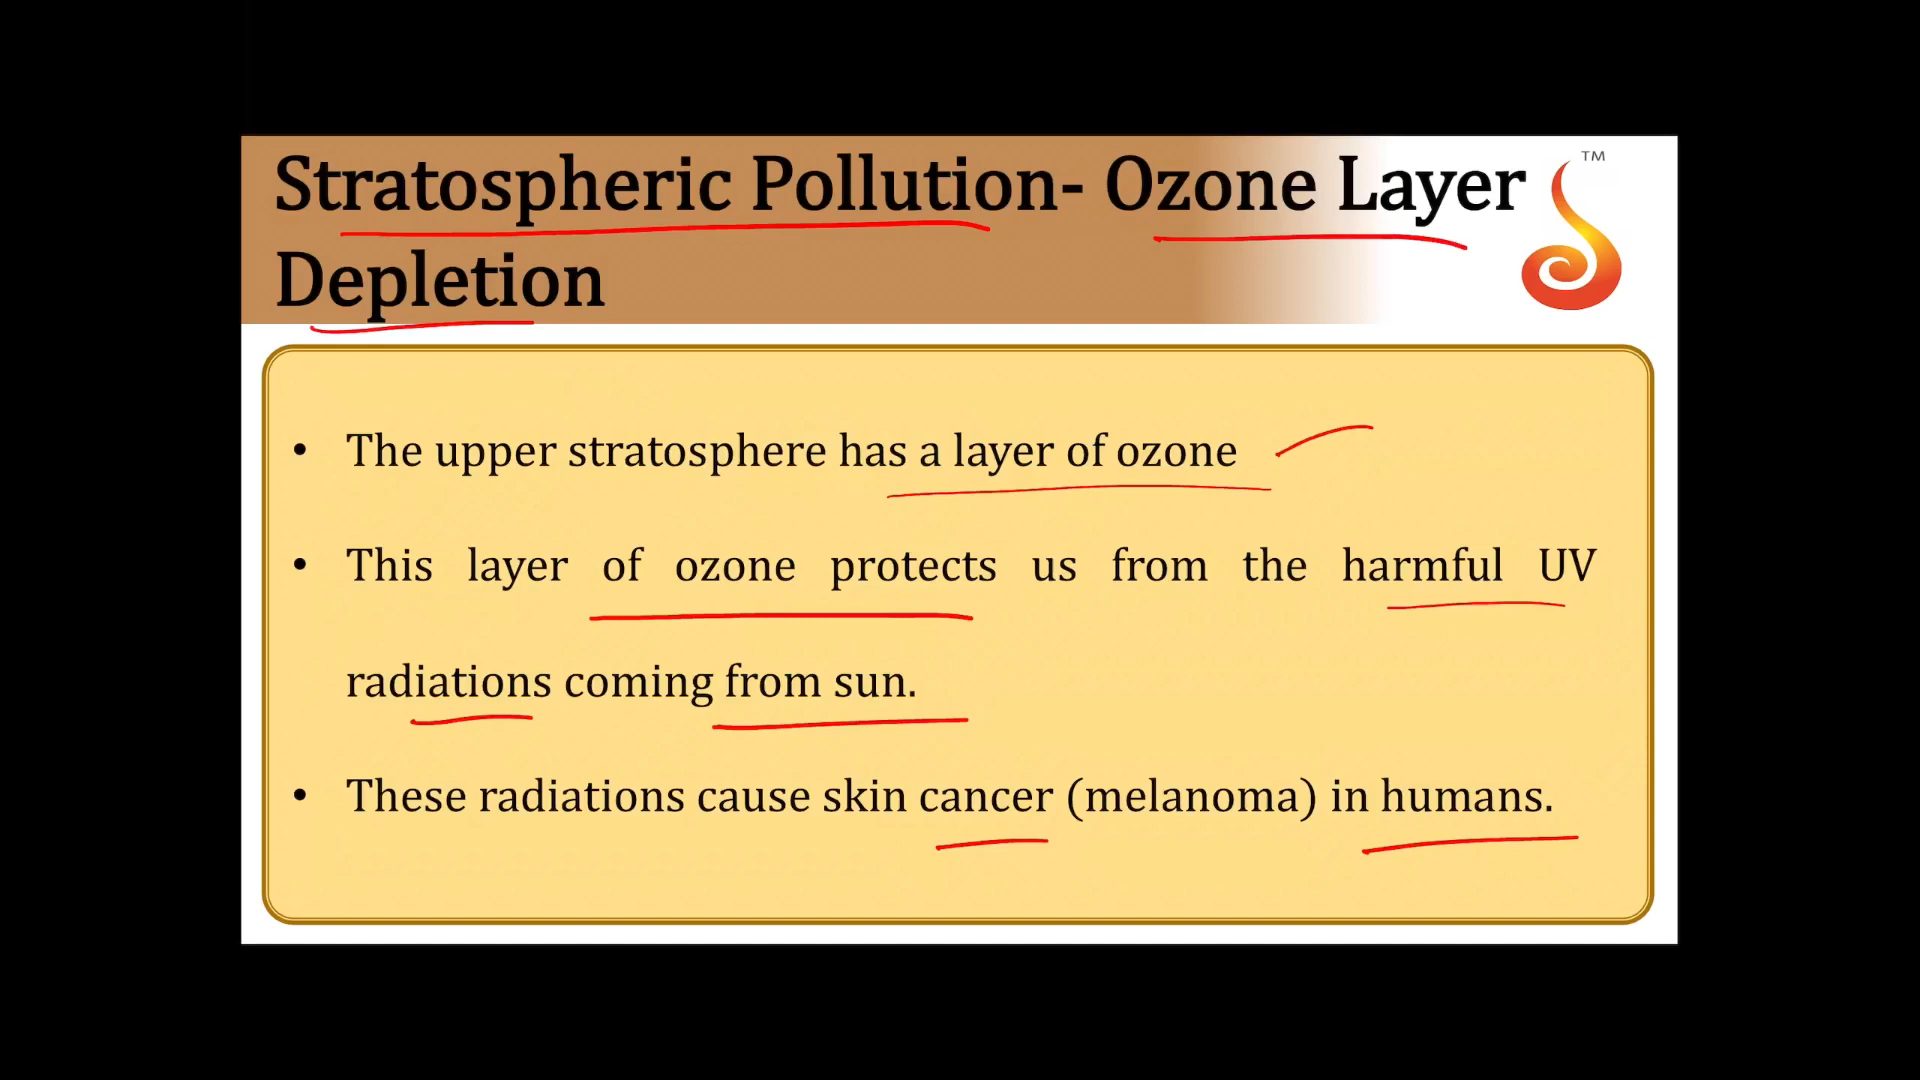 Stratospheric Pollution- Ozone Layer
Depletion
TM
• The upper stratosphere has a layer of ozone
• This layer of ozone protects us from the harmful UV
radiations coming from sun.
• These radiations cause skin cancer (melanoma) in humans.